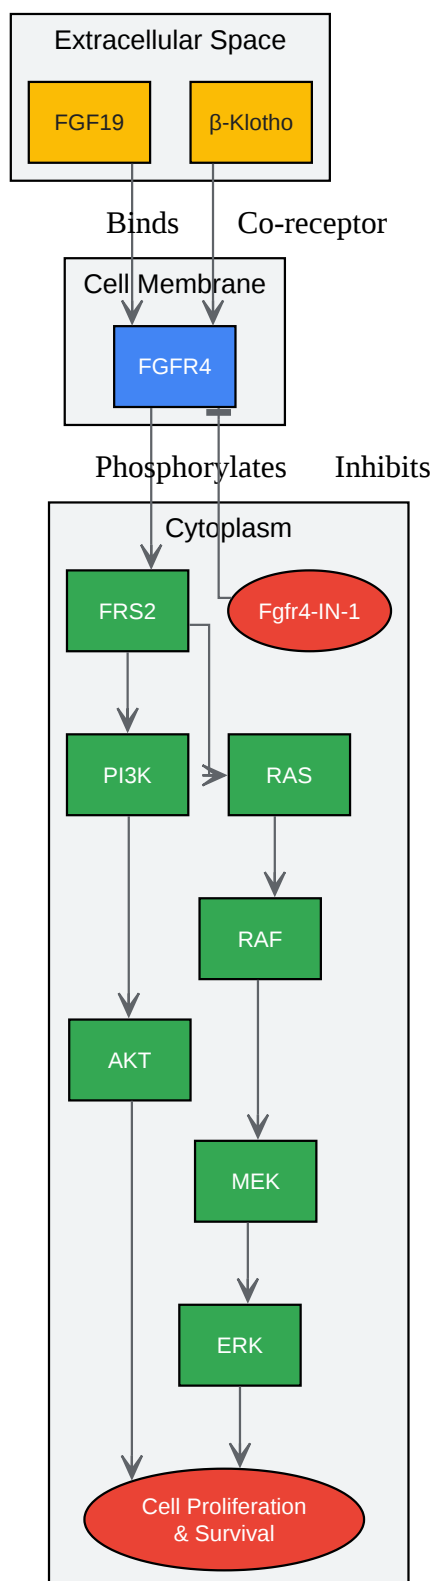 Extracellular Space
FGF19
β-Klotho
Binds
Co-receptor
Cell Membrane
FGFR4
Phosphorylates
Inhibits
Cytoplasm
FRS2
Fgfr4-IN-1
PI3K
RAS
RAF
AKT
MEK
ERK
Cell Proliferation
& Survival